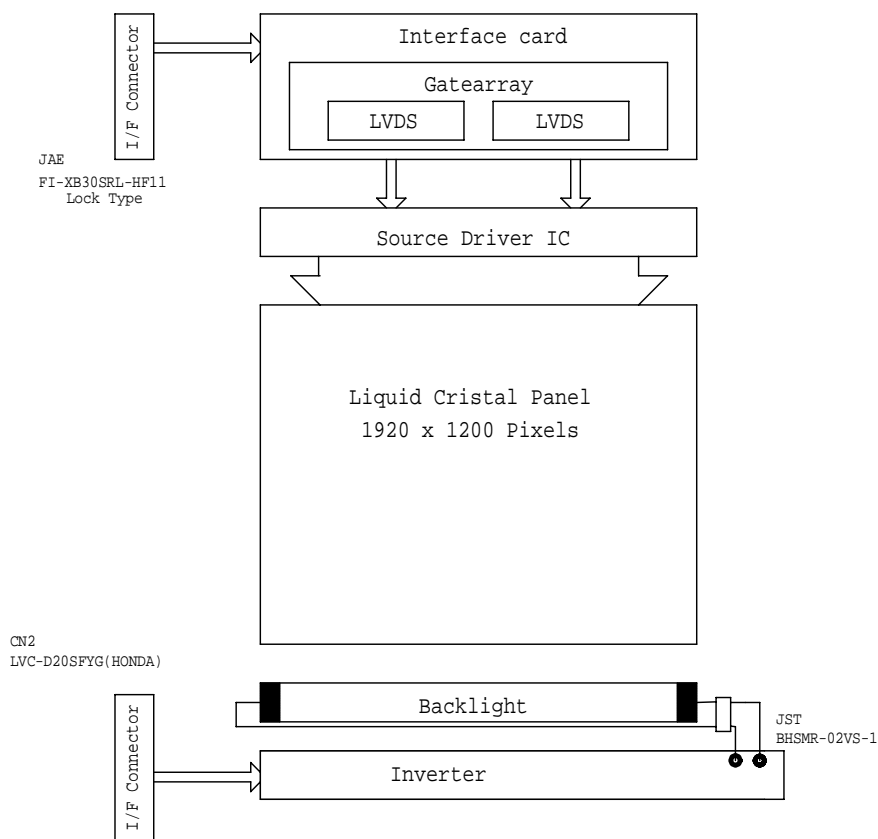 I/F Connector
Interface card
Gatearray
LVDS
LVDS
JAE
FI-XB30SRL-HF11
Lock Type
Source Driver IC
Liquid Cristal Panel
1920 x 1200 Pixels
CN2
LVC-D20SFYG(HONDA)
Backlight
JST
BHSMR-02VS-1
I/F Connector
Inverter